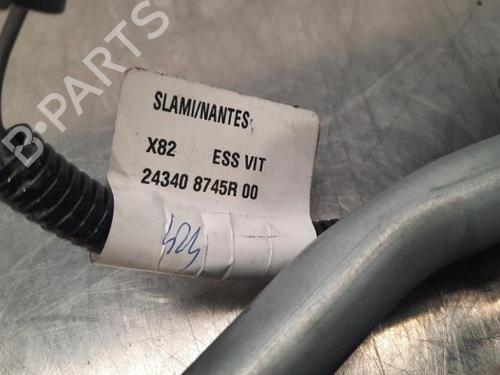 SLAMI/NANTES
X82 ESS VIT
24340 8745R 00
B-PARTS